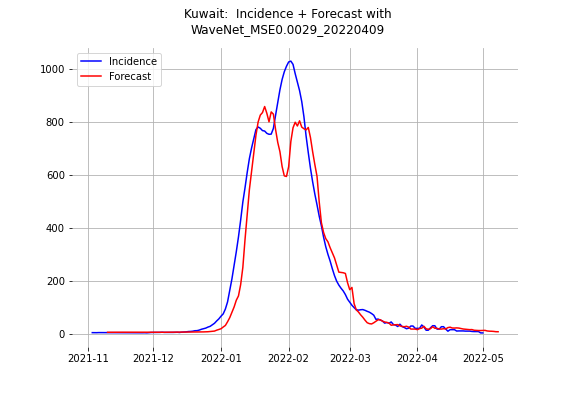 Kuwait:  Incidence + Forecast with
WaveNet_MSE0.0029_20220409
Incidence
Forecast
1000
800
600
400
200
0
2021-11 2021-12 2022-01 2022-02 2022-03 2022-04 2022-05